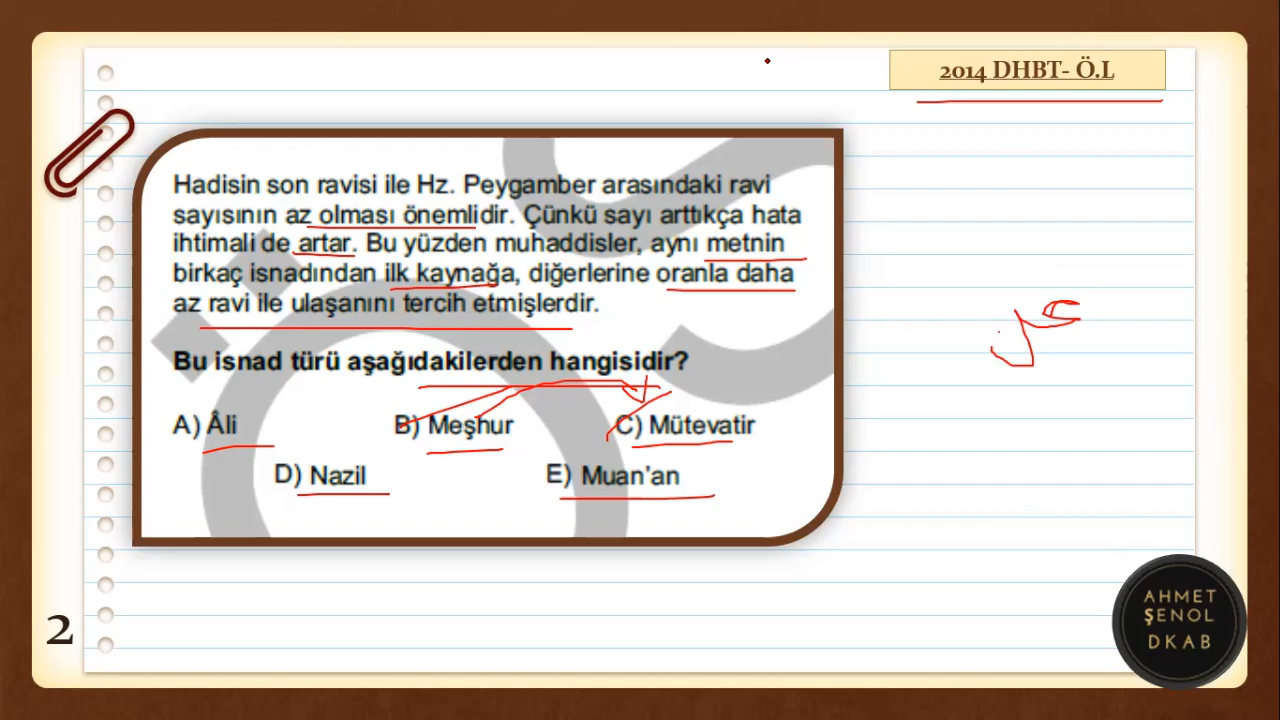 2014 DHBT- Ö.L
Hadisin son ravisi ile Hz. Peygamber arasındaki ravi
sayısının az olması önemlidir. Çünkü sayı arttıkça hata
ihtimali de artar. Bu yüzden muhaddisler, aynı metnin
birkaç isnadından ilk kaynağa, diğerlerine oranla daha
az ravi ile ulaşanını tercih etmişlerdir.
Bu isnad türü aşağıdakilerden hangisidir?
A) Âli B) Meşhur C) Mütevatir
D) Nazil E) Muan'an
2
AHMET
ŞENOL
DKAB